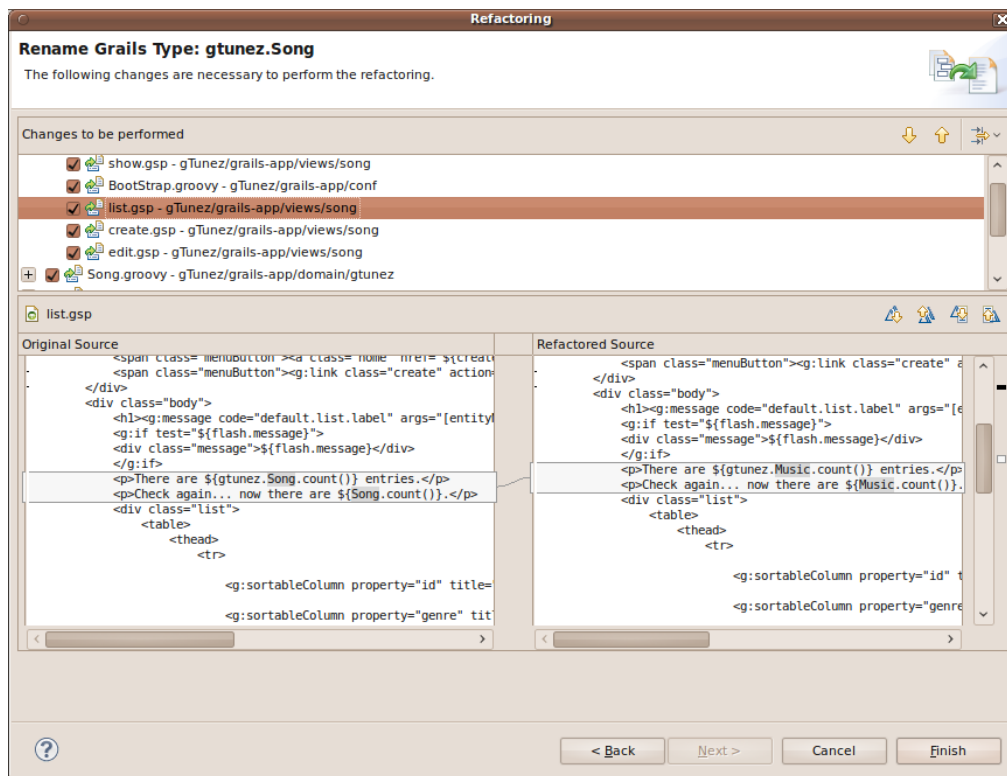 Refactoring
Rename Grails Type: gtunez.Song
The following changes are necessary to perform the refactoring.
Changes to be performed
show.gsp - gTunez/grails-app/views/song
BootStrap.groovy - gTunez/grails-app/conf
list.gsp - gTunez/grails-app/views/song
create.gsp - gTunez/grails-app/views/song
edit.gsp - gTunez/grails-app/views/song
Song.groovy - gTunez/grails-app/domain/gtunez
list.gsp
Original Source
<span class="menuButton"><a class="home" href="${creat
<span class="menuButton"><g:link class="create" action=
</div>
<div class="body">
<h1><g:message code="default.list.label" args="[entity
<g:if test="${flash.message}">
<div class="message">${flash.message}</div>
</g:if>
<p>There are ${gtunez.Song.count()} entries.</p>
<p>Check again... now there are ${Song.count()}.</p>
<div class="list">
<table>
<thead>
<tr>
<g:sortableColumn property="id" title=
<g:sortableColumn property="genre" tit
Refactored Source
<span class="menuButton"><g:link class="create" a
</div>
<div class="body">
<h1><g:message code="default.list.label" args="[e
<g:if test="${flash.message}">
<div class="message">${flash.message}</div>
</g:if>
<p>There are ${gtunez.Music.count()} entries.</p>
<p>Check again... now there are ${Music.count()}.
<div class="list">
<table>
<thead>
<tr>
<g:sortableColumn property="id" t
<g:sortableColumn property="genre
< Back
Next >
Cancel
Finish